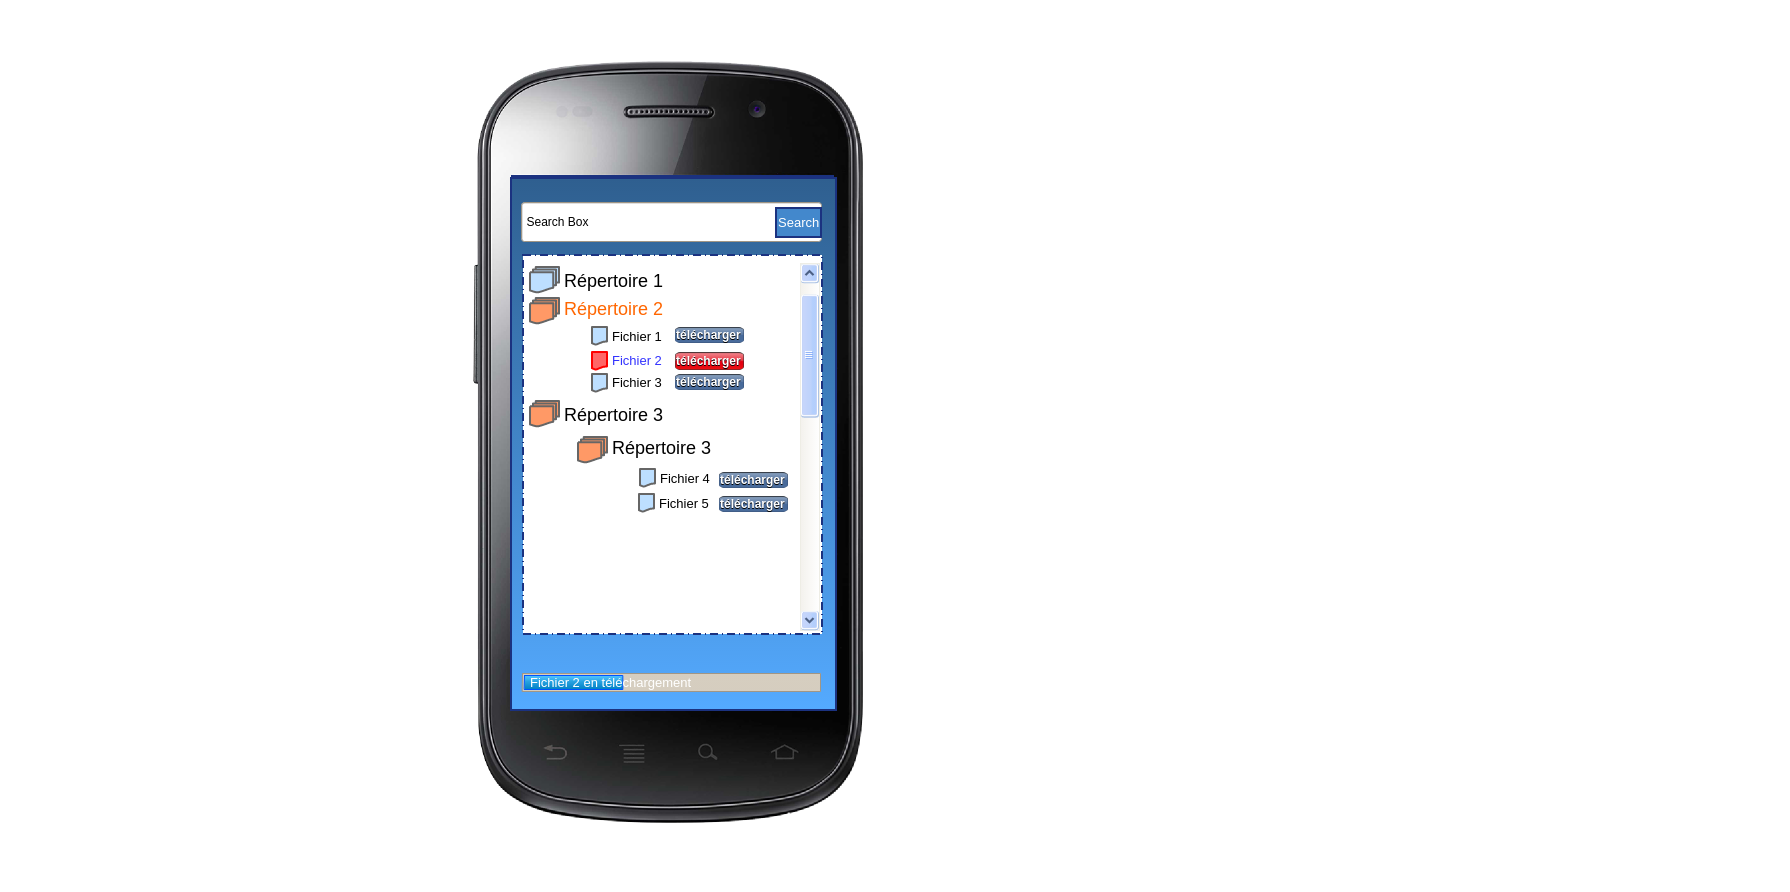 Search Box Search
Répertoire 1
Répertoire 2
Fichier 1 télécharger
Fichier 2 télécharger
Fichier 3 télécharger
Répertoire 3
Répertoire 3
Fichier 4 télécharger
Fichier 5 télécharger
Fichier 2 en téléchargement